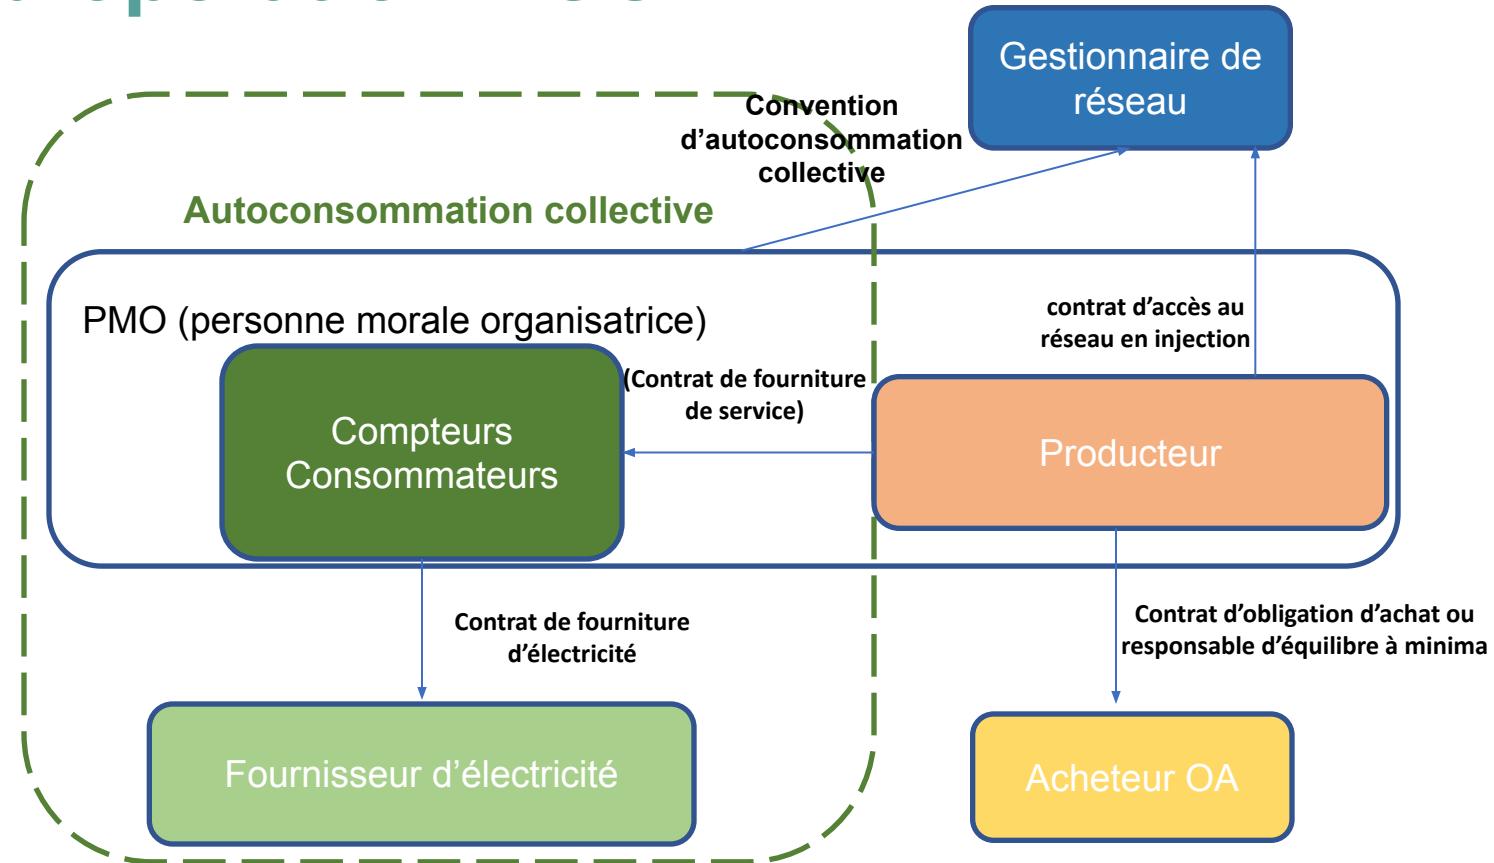 Gestionnaire de
réseau
Convention
d’autoconsommation
collective
Autoconsommation collective
PMO (personne morale organisatrice)
contrat d’accès au
réseau en injection
(Contrat de fourniture
de service)
Compteurs
Consommateurs
Producteur
Contrat de fourniture
d’électricité
Contrat d’obligation d’achat ou
responsable d’équilibre à minima
Fournisseur d’électricité
Acheteur OA